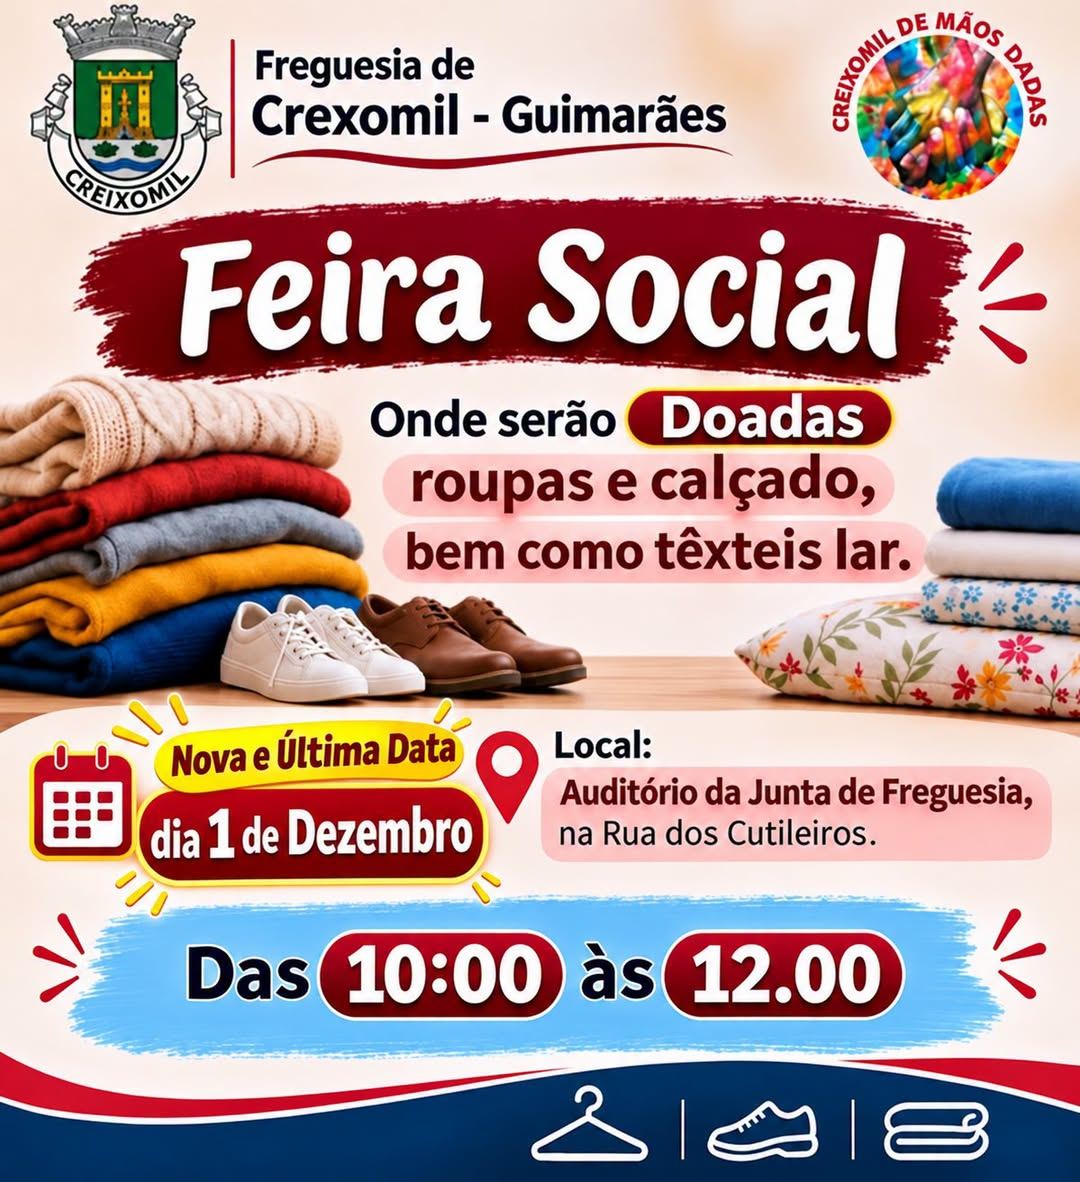 CREIXOMIL
Freguesia de
Crexomil - Guimarães
CREIXOMIL DE MÃOS DADAS
Feira Social
Onde serão Doadas
roupas e calçado,
bem como têxteis lar.
Nova e Última Data
dia 1 de Dezembro
Local:
Auditório da Junta de Freguesia,
na Rua dos Cutileiros.
Das 10:00 às 12.00